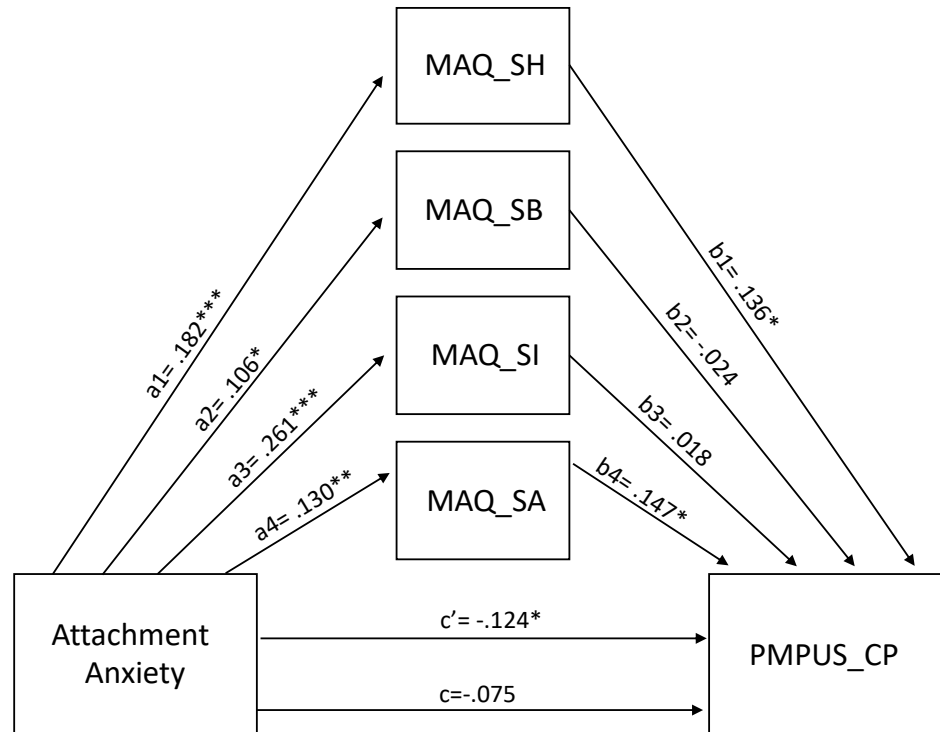 MAQ_SH
MAQ_SB
MAQ_SI
MAQ_SA
a1= .182***
a2= .106*
a3= .261***
a4= .130**
b1= .136*
b2= -.024
b3= .018
b4= .147*
Attachment
Anxiety
c’= -.124*
c=-.075
PMPUS_CP